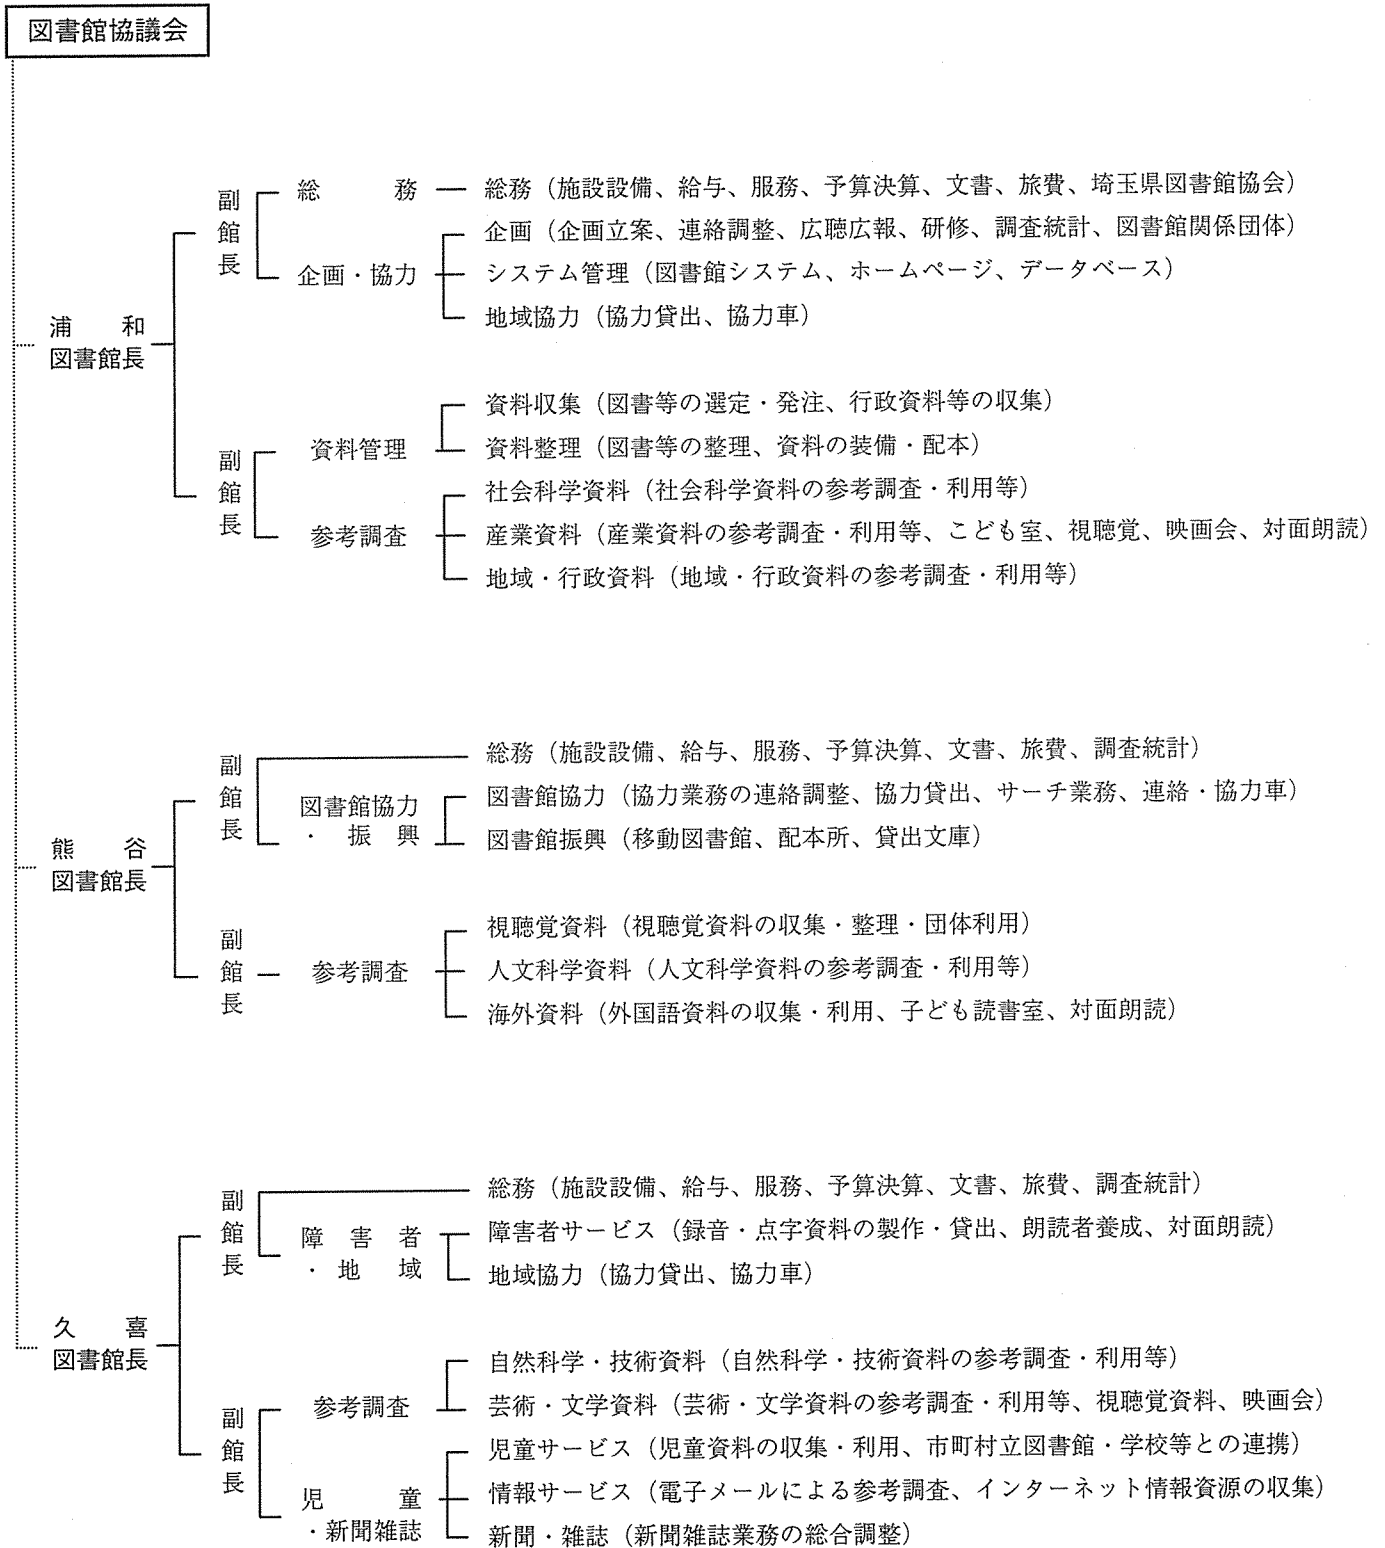 図書館協議会
浦和
図書館長
副館長
総務
総務（施設設備、給与、服務、予算決算、文書、旅費、埼玉県図書館協会）
企画・協力
企画（企画立案、連絡調整、広聴広報、研修、調査統計、図書館関係団体）
システム管理（図書館システム、ホームページ、データベース）
地域協力（協力貸出、協力車）
副館長
資料管理
資料収集（図書等の選定・発注、行政資料等の収集）
資料整理（図書等の整理、資料の装備・配本）
参考調査
社会科学資料（社会科学資料の参考調査・利用等）
産業資料（産業資料の参考調査・利用等、こども室、視聴覚、映画会、対面朗読）
地域・行政資料（地域・行政資料の参考調査・利用等）
熊谷
図書館長
副館長
総務（施設設備、給与、服務、予算決算、文書、旅費、調査統計）
図書館協力
・振興
図書館協力（協力業務の連絡調整、協力貸出、サーチ業務、連絡・協力車）
図書館振興（移動図書館、配本所、貸出文庫）
副館長
参考調査
視聴覚資料（視聴覚資料の収集・整理・団体利用）
人文科学資料（人文科学資料の参考調査・利用等）
海外資料（外国語資料の収集・利用、子ども読書室、対面朗読）
久喜
図書館長
副館長
総務（施設設備、給与、服務、予算決算、文書、旅費、調査統計）
障害者
・地域
障害者サービス（録音・点字資料の製作・貸出、朗読者養成、対面朗読）
地域協力（協力貸出、協力車）
副館長
参考調査
自然科学・技術資料（自然科学・技術資料の参考調査・利用等）
芸術・文学資料（芸術・文学資料の参考調査・利用等、視聴覚資料、映画会）
児童
・新聞雑誌
児童サービス（児童資料の収集・利用、市町村立図書館・学校等との連携）
情報サービス（電子メールによる参考調査、インターネット情報資源の収集）
新聞・雑誌（新聞雑誌業務の総合調整）